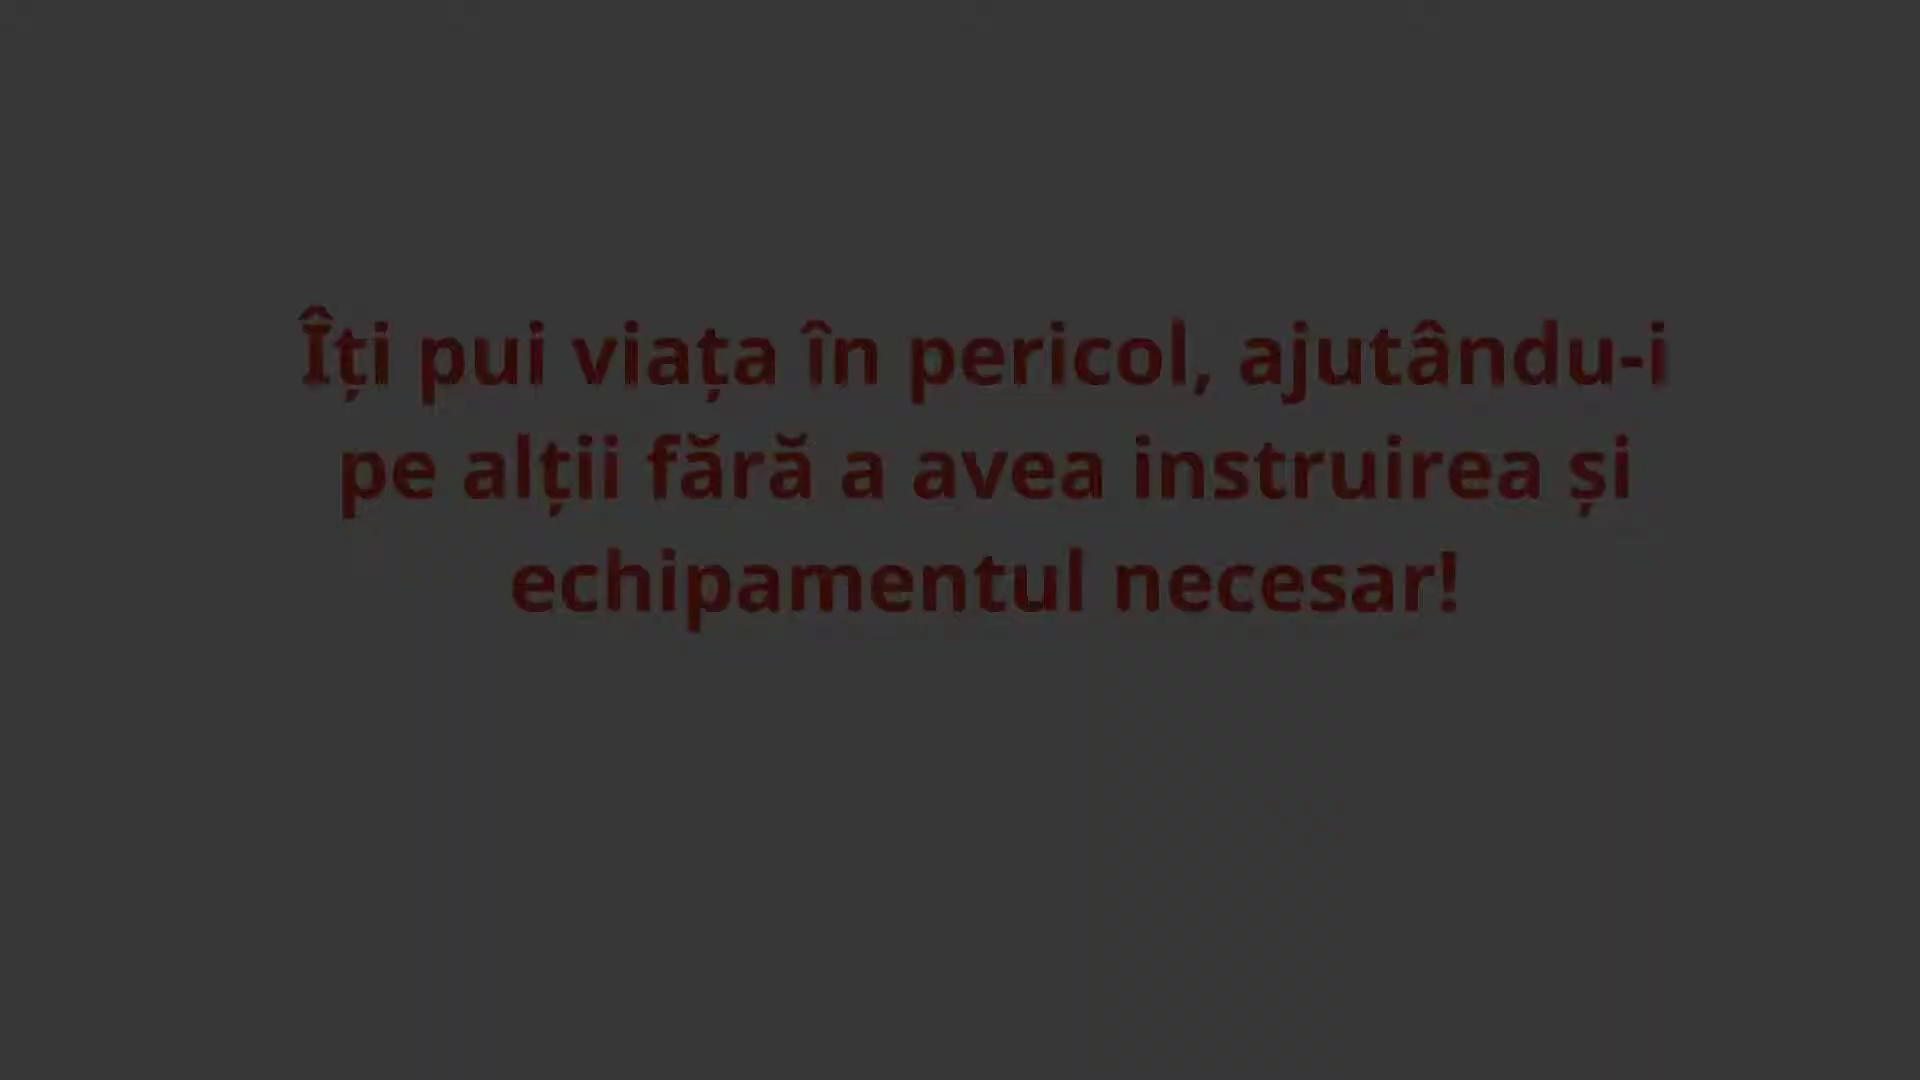 Îți pui viața în pericol, ajutându-i
pe alții fără a avea instruirea și
echipamentul necesar!